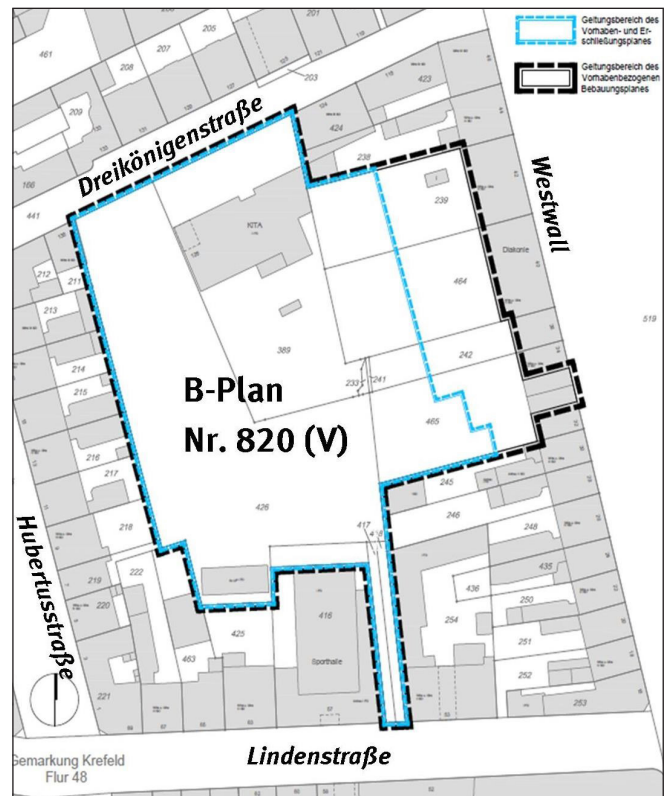 Geltungsbereich des
Vorhaben- und Er-
schließungsplanes
Geltungsbereich des
Vorhabenbezogenen
Bebauungsplanes
201
205
207
208
461
203
209
423
424
Dreikönigenstraße
166
238
441
239
Westwall
KITA
Diakonie
212
211
213
464
519
389
242
214
233
241
215
B-Plan
Nr. 820 (V)
465
216
217
245
426
246
218
417
248
Hubertusstraße
222
435
219
436
220
250
416
254
425
251
Sporthalle
463
252
221
253
Lindenstraße
Gemarkung Krefeld
Flur 48